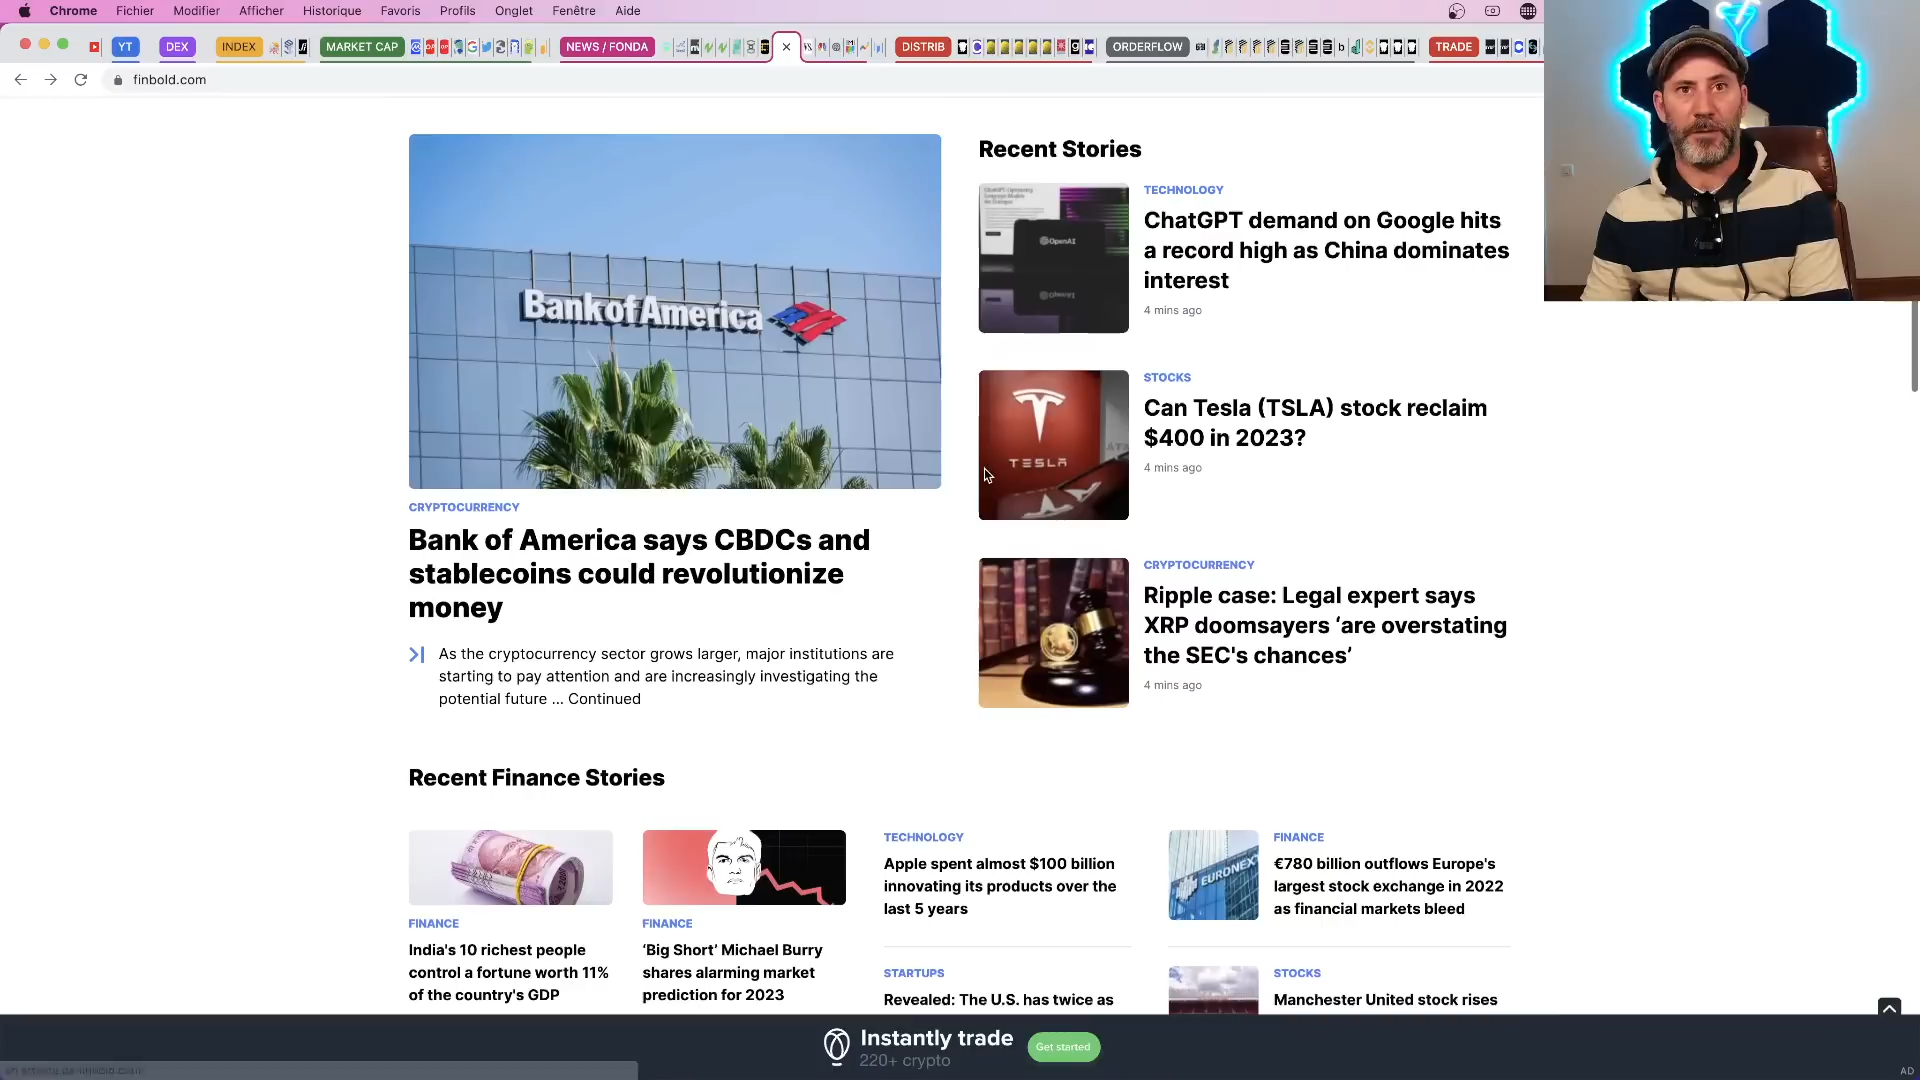 Chrome Fichier Modifier Afficher Historique Favoris Profils Onglet Fenêtre Aide
YT DEX INDEX MARKET CAP NEWS / FONDA DISTRIB ORDERFLOW TRADE
finbold.com
BankofAmerica
CRYPTOCURRENCY
Bank of America says CBDCs and
stablecoins could revolutionize
money
As the cryptocurrency sector grows larger, major institutions are
starting to pay attention and are increasingly investigating the
potential future ... Continued
Recent Stories
OpenAI
TECHNOLOGY
ChatGPT demand on Google hits
a record high as China dominates
interest
4 mins ago
TESLA
STOCKS
Can Tesla (TSLA) stock reclaim
$400 in 2023?
4 mins ago
CRYPTOCURRENCY
Ripple case: Legal expert says
XRP doomsayers ‘are overstating
the SEC's chances’
4 mins ago
Recent Finance Stories
FINANCE
India's 10 richest people
control a fortune worth 11%
of the country's GDP
FINANCE
‘Big Short’ Michael Burry
shares alarming market
prediction for 2023
TECHNOLOGY
Apple spent almost $100 billion
innovating its products over the
last 5 years
STARTUPS
Revealed: The U.S. has twice as
EURONEXT
FINANCE
€780 billion outflows Europe's
largest stock exchange in 2022
as financial markets bleed
STOCKS
Manchester United stock rises
Instantly trade
220+ crypto
Get started
AD